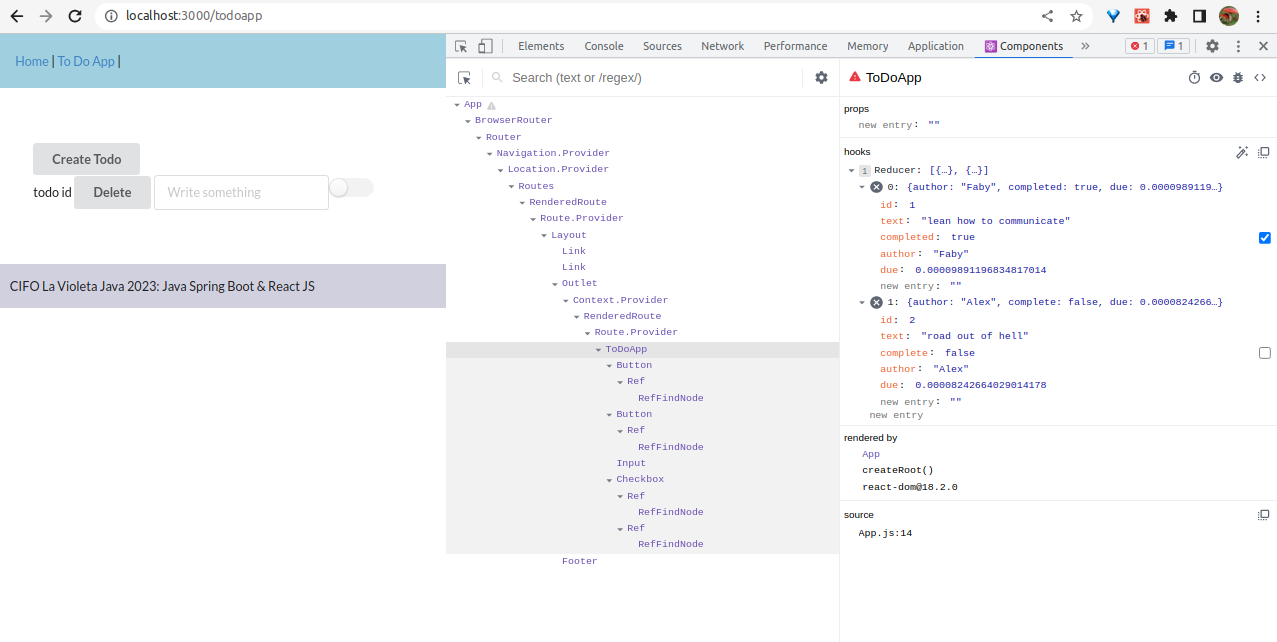 localhost:3000/todoapp
Home | To Do App |
Create Todo
todo id Delete Write something
CIFO La Violeta Java 2023: Java Spring Boot & React JS
Elements Console Sources Network Performance Memory Application Components » 1 1
Search (text or /regex/)
App
BrowserRouter
Router
Navigation.Provider
Location.Provider
Routes
RenderedRoute
Route.Provider
Layout
Link
Link
Outlet
Context.Provider
RenderedRoute
Route.Provider
ToDoApp
Button
Ref
RefFindNode
Button
Ref
RefFindNode
Input
Checkbox
Ref
RefFindNode
Ref
RefFindNode
Footer
ToDoApp
props
new entry: ""
hooks
1 Reducer: [{…}, {…}]
0: {author: "Faby", completed: true, due: 0.0000989119…}
id: 1
text: "lean how to communicate"
completed: true
author: "Faby"
due: 0.00009891196834817014
new entry: ""
1: {author: "Alex", complete: false, due: 0.0000824266…}
id: 2
text: "road out of hell"
complete: false
author: "Alex"
due: 0.00008242664029014178
new entry: ""
new entry
rendered by
App
createRoot()
react-dom@18.2.0
source
App.js:14